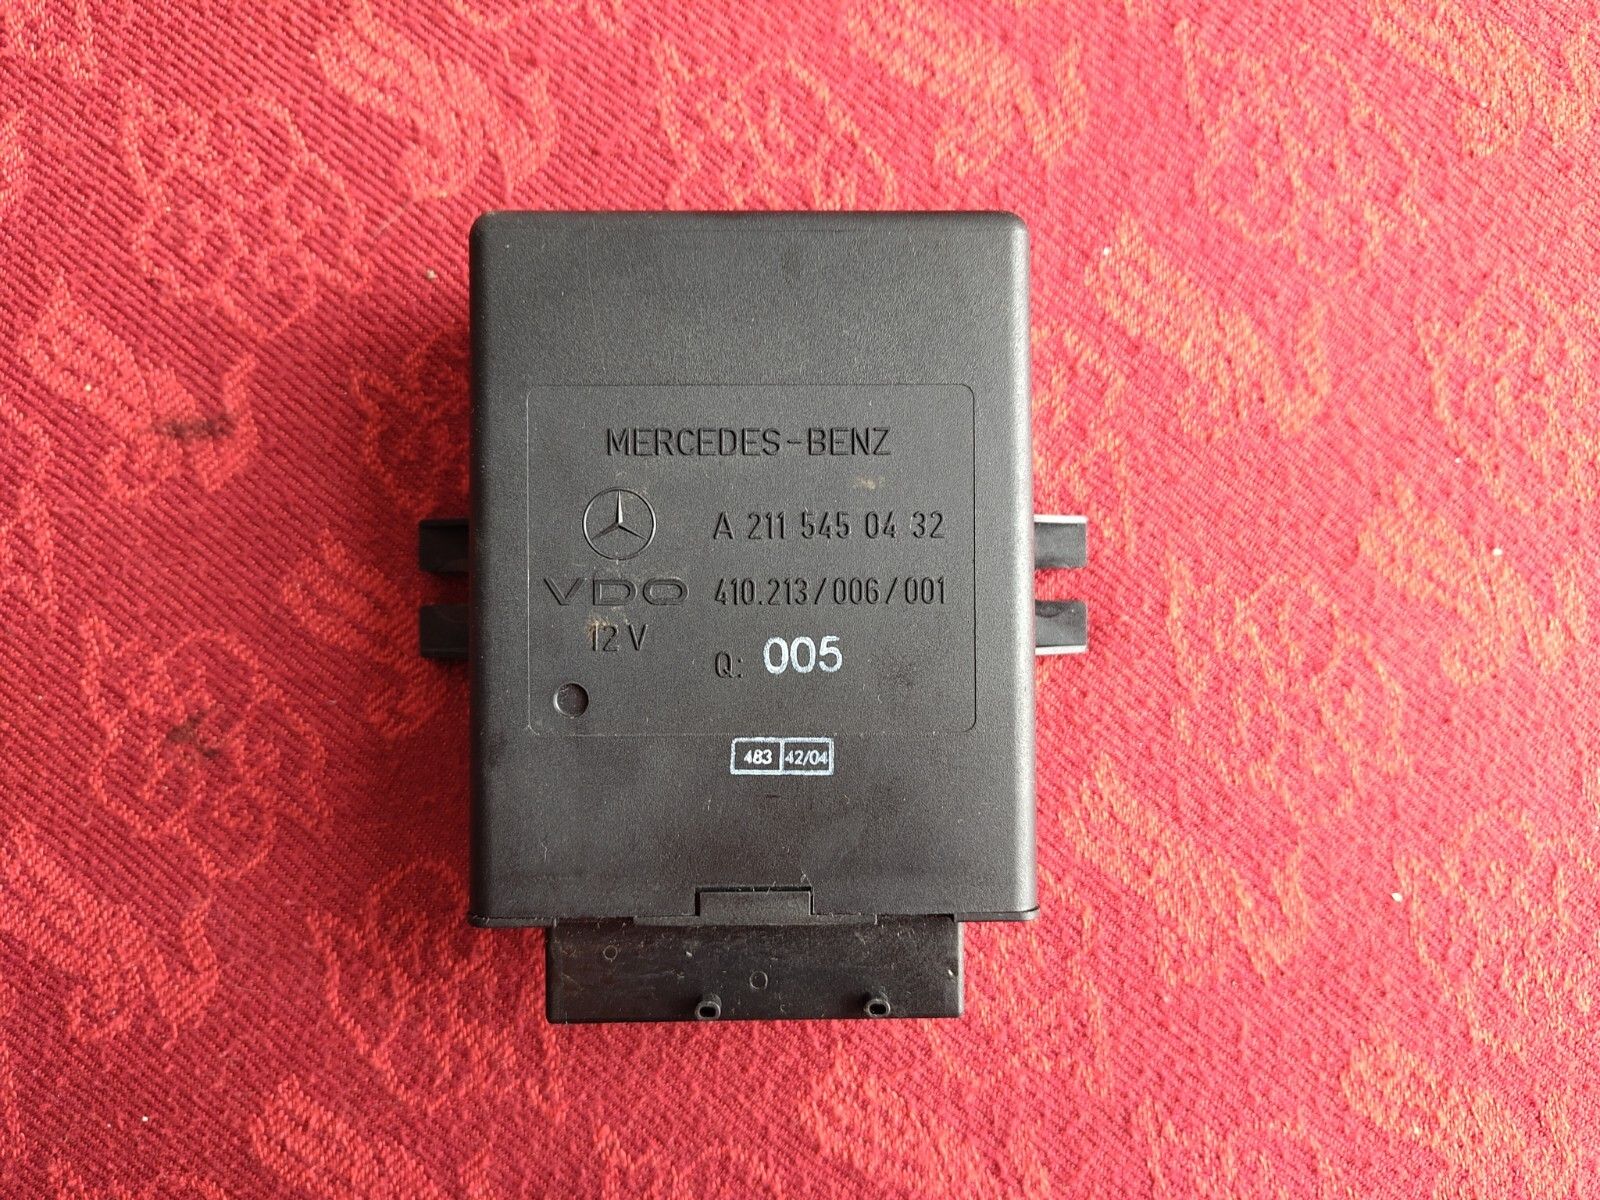 MERCEDES-BENZ
A 211 545 04 32
VDO 410.213/006/001
12 V
Q: 005
483 42/04